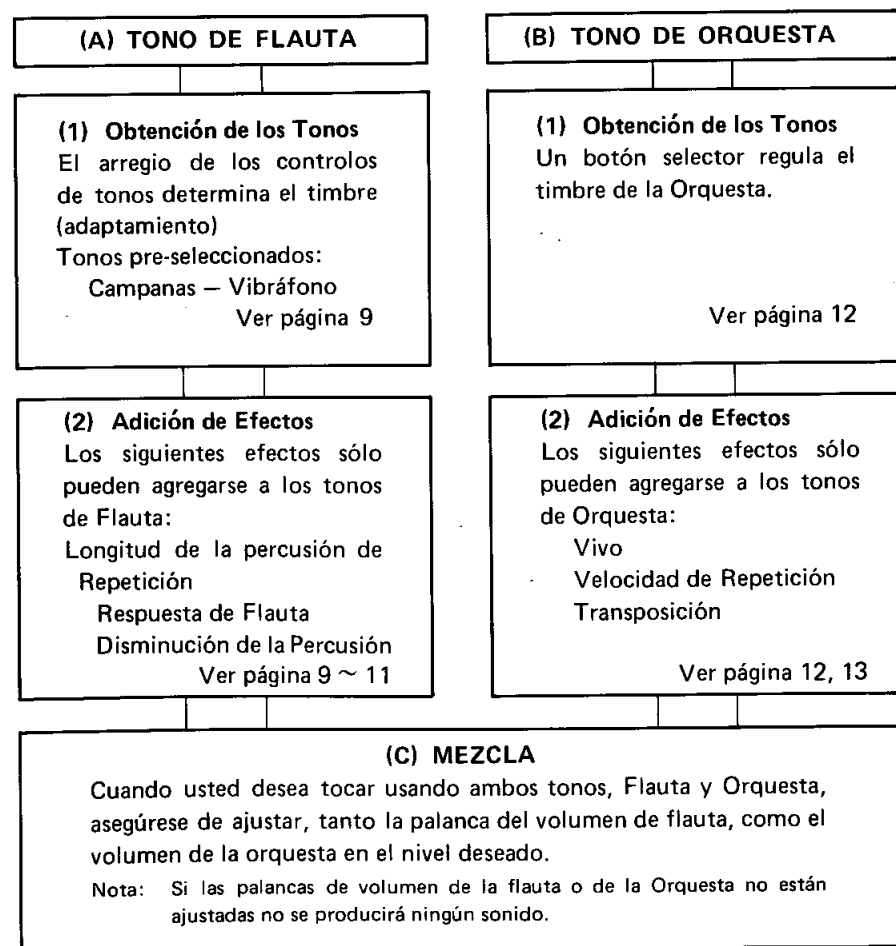 (A) TONO DE FLAUTA
(1) Obtención de los Tonos
El arregio de los controlos
de tonos determina el timbre
(adaptamiento)
Tonos pre-seleccionados:
Campanas — Vibráfono
Ver página 9
(2) Adición de Efectos
Los siguientes efectos sólo
pueden agregarse a los tonos
de Flauta:
Longitud de la percusión de
Repetición
Respuesta de Flauta
Disminución de la Percusión
Ver página 9 ~ 11
(B) TONO DE ORQUESTA
(1) Obtención de los Tonos
Un botón selector regula el
timbre de la Orquesta.
Ver página 12
(2) Adición de Efectos
Los siguientes efectos sólo
pueden agregarse a los tonos
de Orquesta:
Vivo
Velocidad de Repetición
Transposición
Ver página 12, 13
(C) MEZCLA
Cuando usted desea tocar usando ambos tonos, Flauta y Orquesta,
asegúrese de ajustar, tanto la palanca del volumen de flauta, como el
volumen de la orquesta en el nivel deseado.
Nota: Si las palancas de volumen de la flauta o de la Orquesta no están
ajustadas no se producirá ningún sonido.